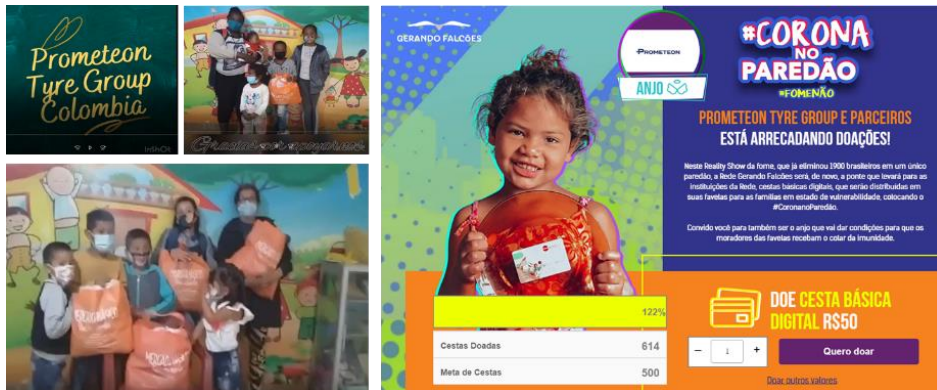 Prometeon
Tyre Group
Colombia
InShOt
Gracias por apoyarnos
GERANDO FALCÕES
PROMETEON
ANJO
#CORONA
NO
PAREDÃO
#FOMENÃO
PROMETEON TYRE GROUP E PARCEIROS
ESTÁ ARRECADANDO DOAÇÕES!
Neste Reality Show da fome, que já eliminou 1900 brasileiros em um único
paredão, a Rede Gerando Falcões será, de novo, a ponte que levará para as
instituições da Rede, cestas básicas digitais, que serão distribuídas em
suas favelas para as famílias em estado de vulnerabilidade, colocando o
#CoronanoParedão.
Convido você para também ser o anjo que vai dar condições para que os
moradores das favelas recebam o colar da imunidade.
122%
Cestas Doadas 614
Meta de Cestas 500
DOE CESTA BÁSICA
DIGITAL R$50
– 1 +
Quero doar
Doar outros valores